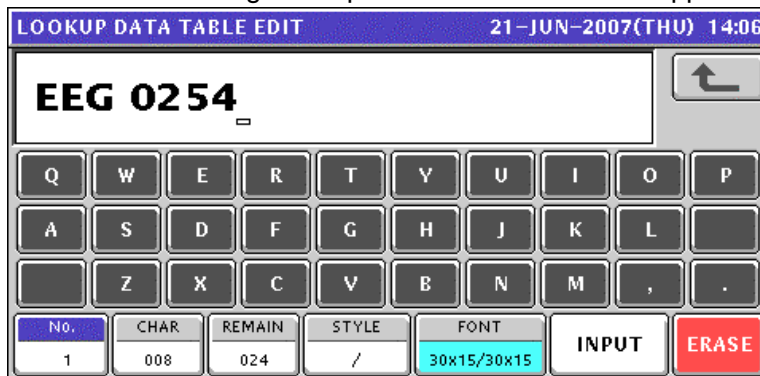 LOOKUP DATA TABLE EDIT 21-JUN-2007(THU) 14:06
EEG 0254
Q W E R T Y U I O P
A S D F G H J K L
Z X C V B N M , .
No. CHAR REMAIN STYLE FONT INPUT ERASE
1 008 024 / 30x15/30x15